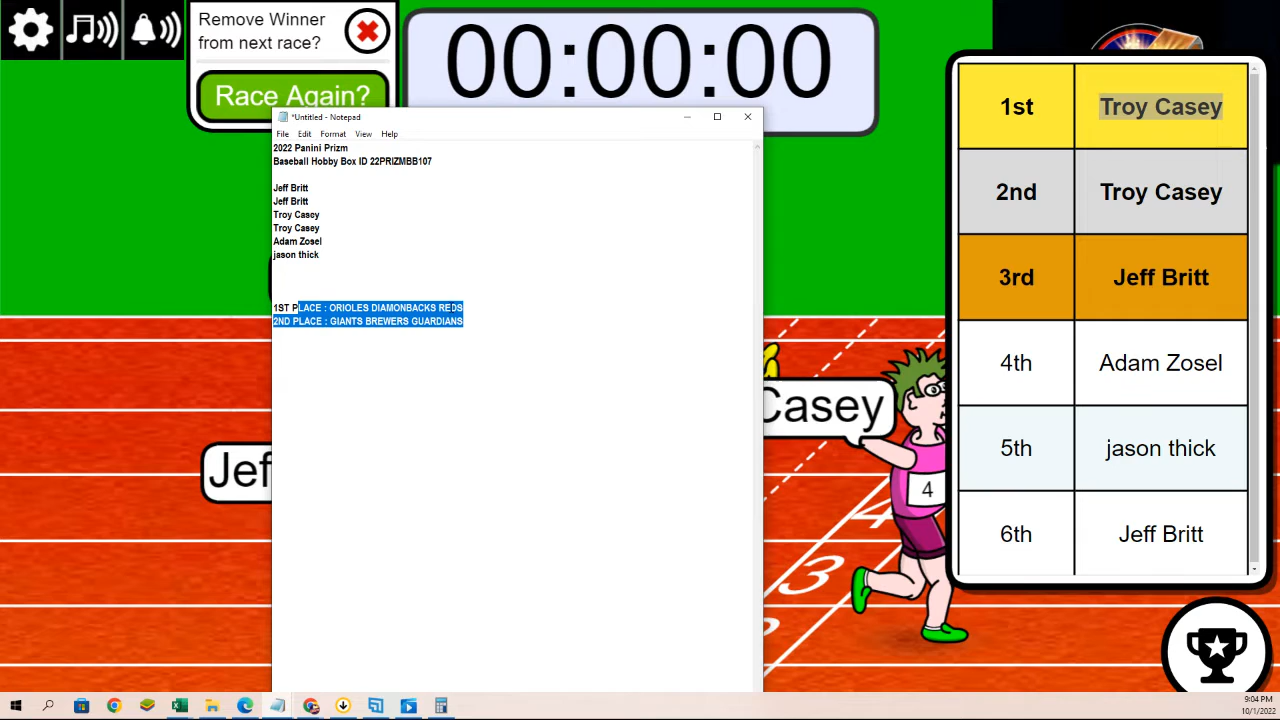 Remove Winner
from next race?
Race Again?
00:00:00
*Untitled - Notepad
File Edit Format View Help
2022 Panini Prizm
Baseball Hobby Box ID 22PRIZMBB107
Jeff Britt
Jeff Britt
Troy Casey
Troy Casey
Adam Zosel
jason thick
1ST PLACE : ORIOLES DIAMONBACKS REDS
2ND PLACE : GIANTS BREWERS GUARDIANS
Jef
Casey
4
4
3
1st Troy Casey
2nd Troy Casey
3rd Jeff Britt
4th Adam Zosel
5th jason thick
6th Jeff Britt
9:04 PM
10/1/2022